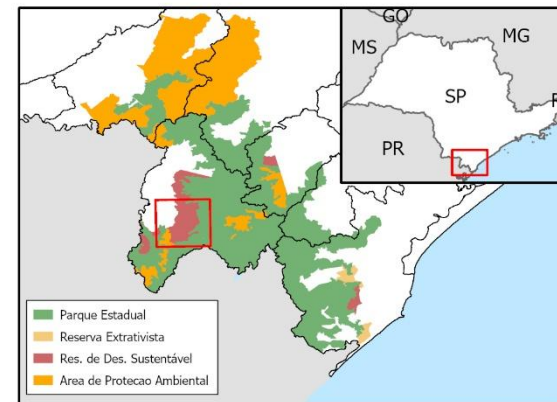 GO
MG
MS
SP
PR
Parque Estadual
Reserva Extrativista
Res. de Des. Sustentável
Area de Protecao Ambiental